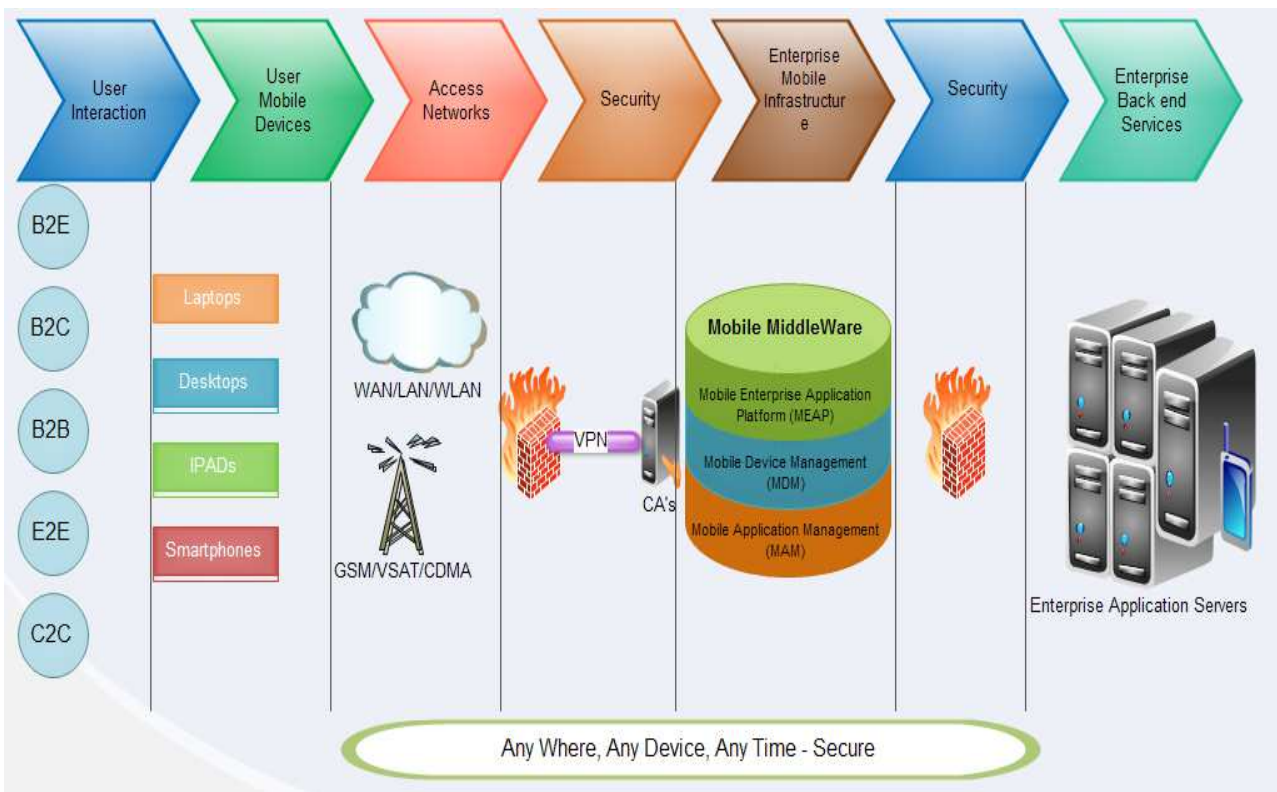 User
Interaction
User
Mobile
Devices
Access
Networks
Security
Enterprise
Mobile
Infrastructur
e
Security
Enterprise
Back end
Services
B2E
B2C
B2B
E2E
C2C
Laptops
Desktops
IPADs
Smartphones
WAN/LAN/WLAN
GSM/VSAT/CDMA
VPN
CA's
Mobile MiddleWare
Mobile Enterprise Application
Platform (MEAP)
Mobile Device Management
(MDM)
Mobile Application Management
(MAM)
Enterprise Application Servers
Any Where, Any Device, Any Time - Secure